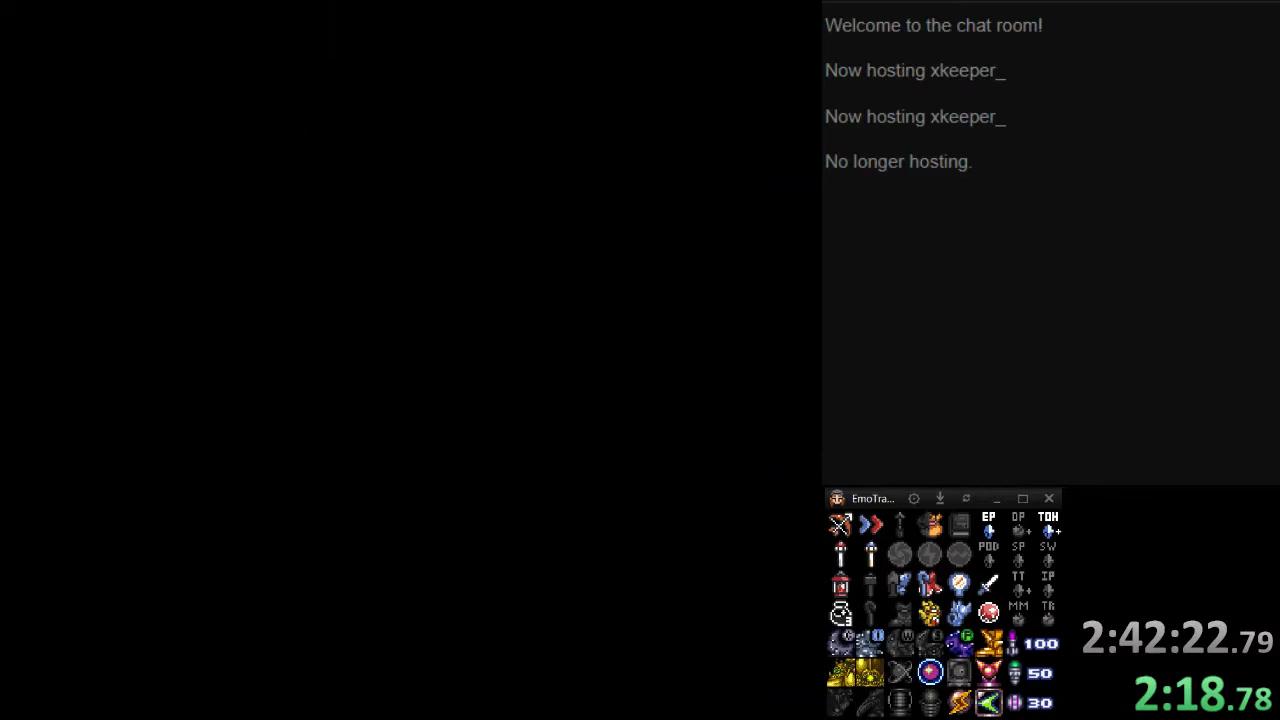 Welcome to the chat room!
Now hosting xkeeper_
Now hosting xkeeper_
No longer hosting.
EmoTra...
EP DP TOH
POD SP SW
TT IP
MM TR
100
50
30
2:42:22.79
2:18.78